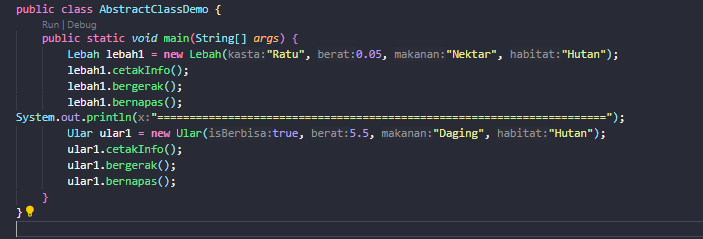 public class AbstractClassDemo {
Run | Debug
public static void main(String[] args) {
Lebah lebah1 = new Lebah(kasta:"Ratu", berat:0.05, makanan:"Nektar", habitat:"Hutan");
lebah1.cetakInfo();
lebah1.bergerak();
lebah1.bernapas();
System.out.println(x:"======================================================================");
Ular ular1 = new Ular(isBerbisa:true, berat:5.5, makanan:"Daging", habitat:"Hutan");
ular1.cetakInfo();
ular1.bergerak();
ular1.bernapas();
}
}